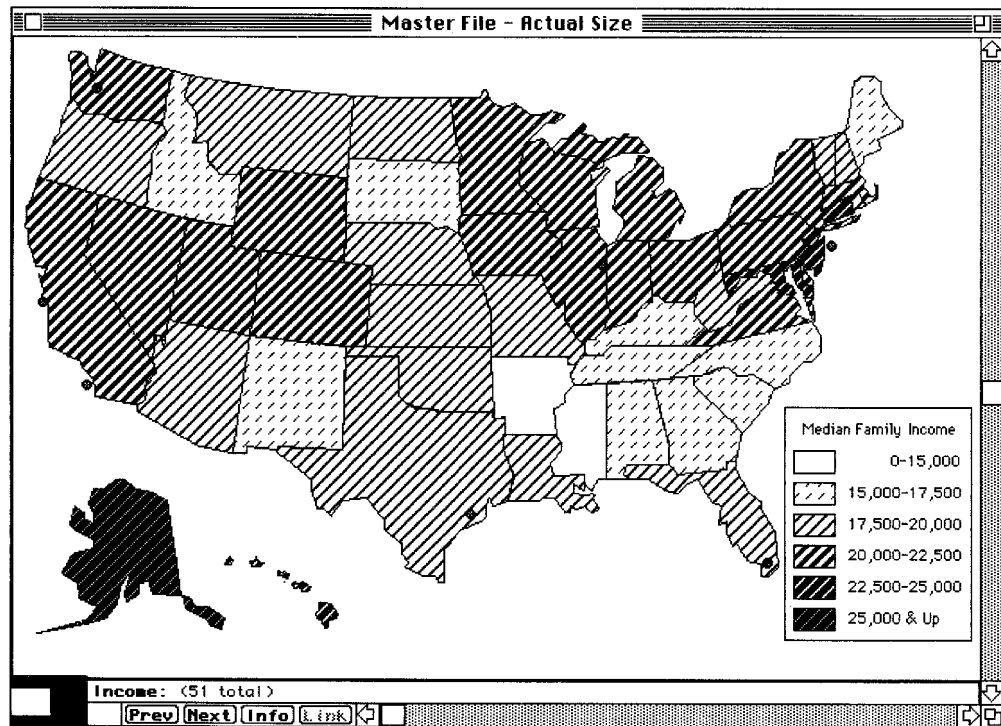 Master File - Actual Size
Median Family Income
0-15,000
15,000-17,500
17,500-20,000
20,000-22,500
22,500-25,000
25,000 & Up
Income: (51 total)
Prev Next Info Link